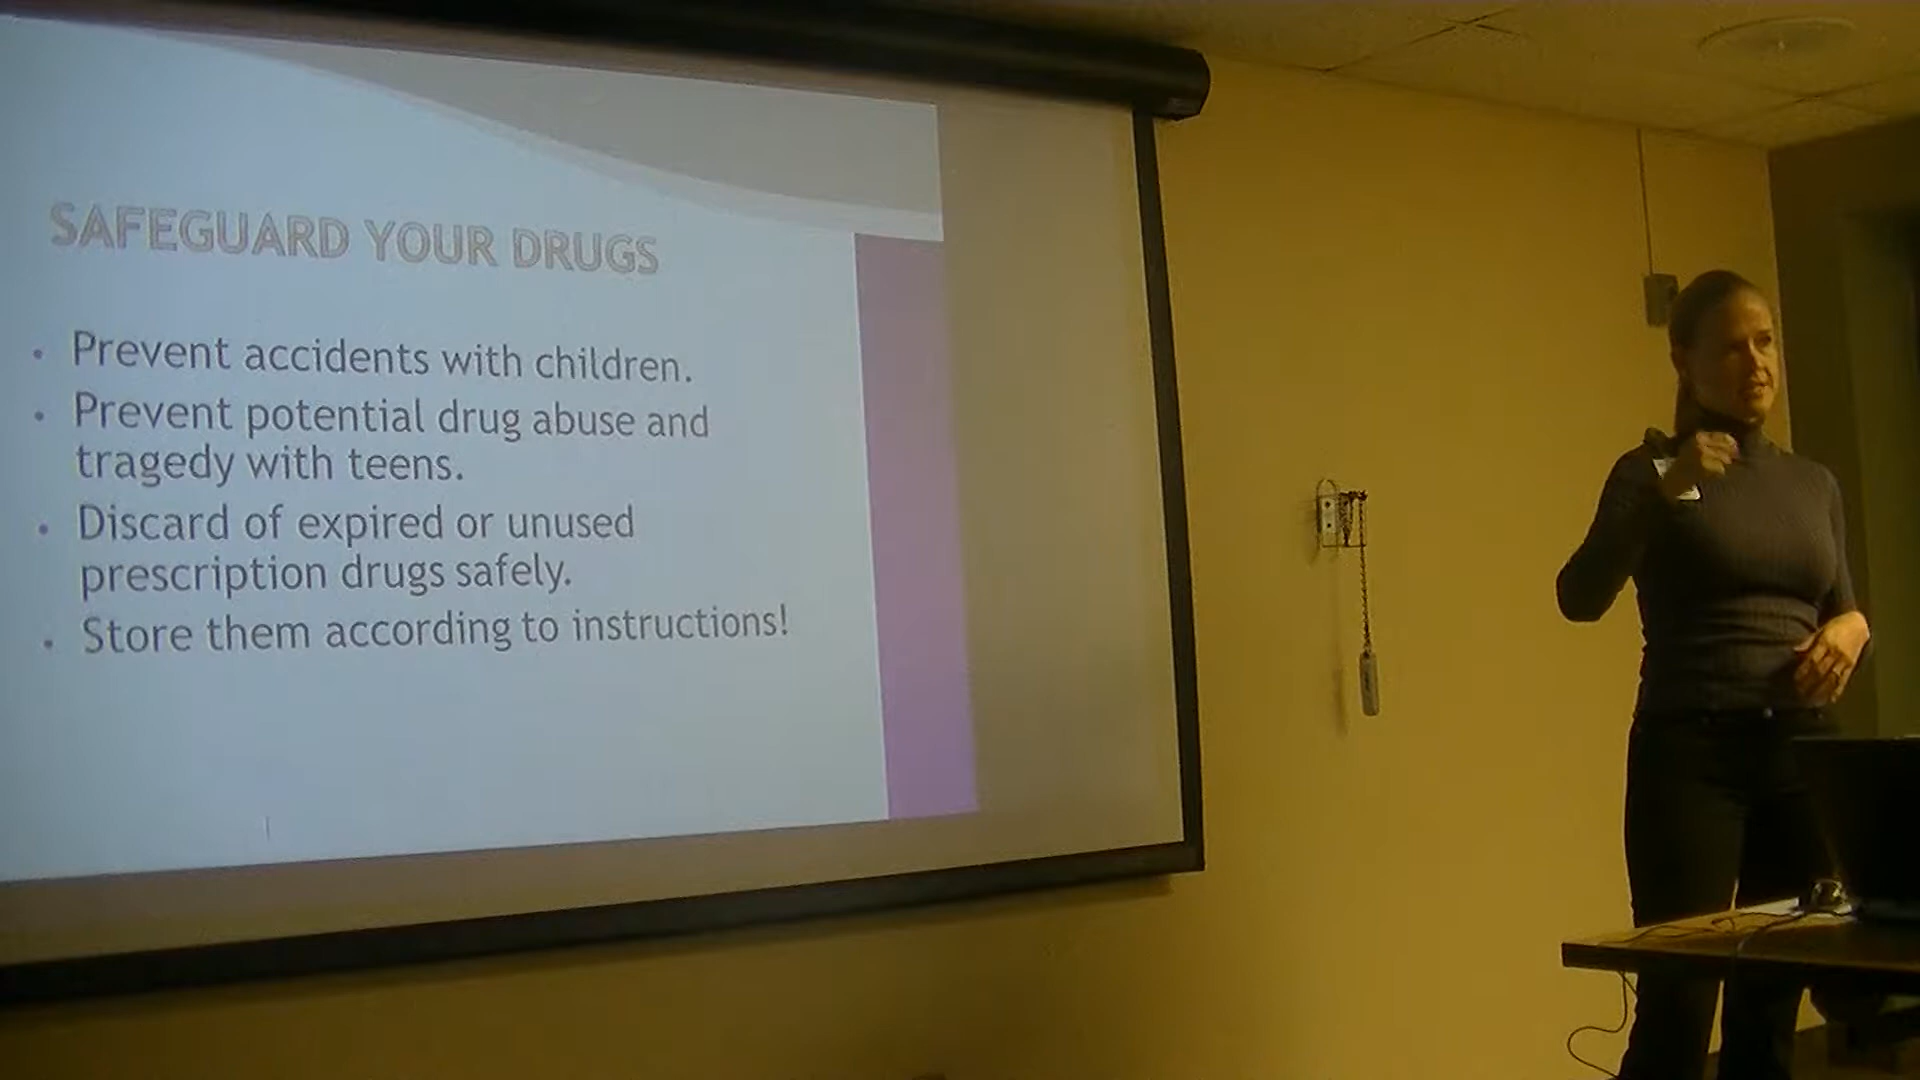 SAFEGUARD YOUR DRUGS
• Prevent accidents with children.
• Prevent potential drug abuse and
tragedy with teens.
• Discard of expired or unused
prescription drugs safely.
• Store them according to instructions!